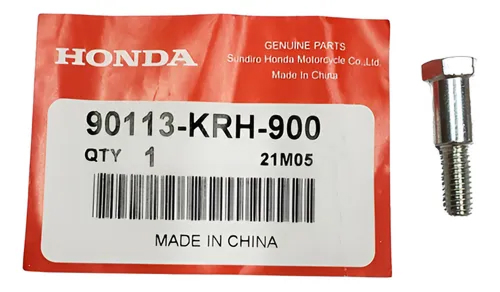 HONDA
GENUINE PARTS
Sundiro Honda Motorcycle Co.,Ltd.
Made In China
90113-KRH-900
QTY 1 21M05
MADE IN CHINA